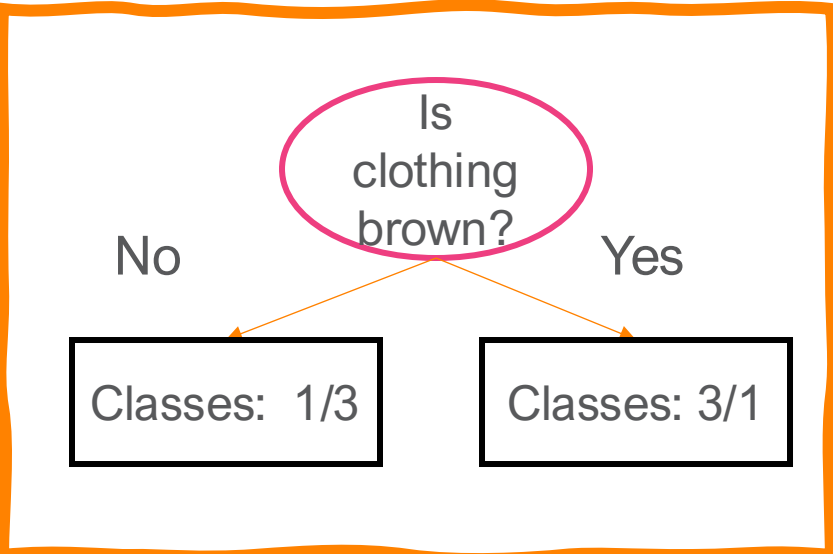 Is
clothing
brown?
No
Yes
Classes:  1/3
Classes: 3/1